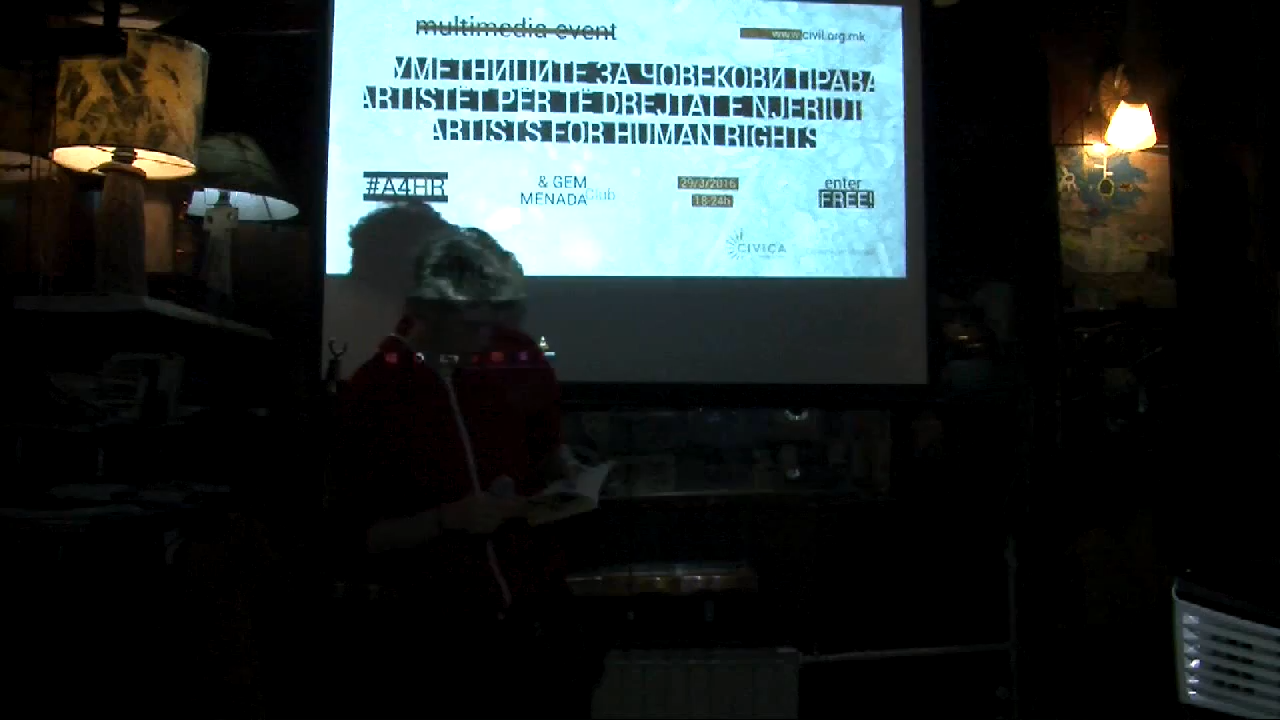 multimedia event
www.civil.org.mk
УМЕТНИЦИТЕ ЗА ЧОВЕКОВИ ПРАВА
ARTISTËT PËR TË DREJTAT E NJERIUT
ARTISTS FOR HUMAN RIGHTS
#A4HR
& GEM
MENADA Club
29/3/2016
18-24h
enter
FREE!
CIVICA